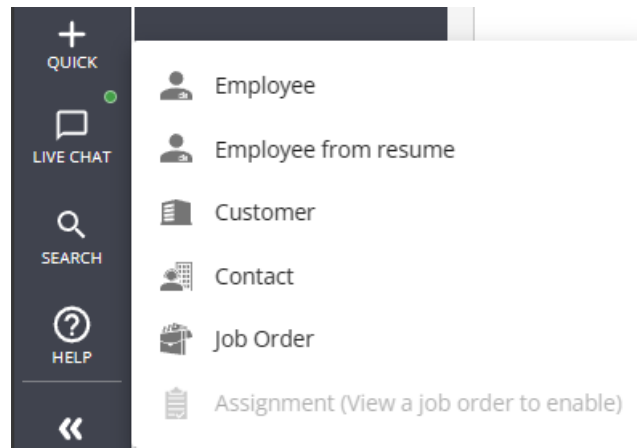 QUICK
LIVE CHAT
SEARCH
HELP
Employee
Employee from resume
Customer
Contact
Job Order
Assignment (View a job order to enable)